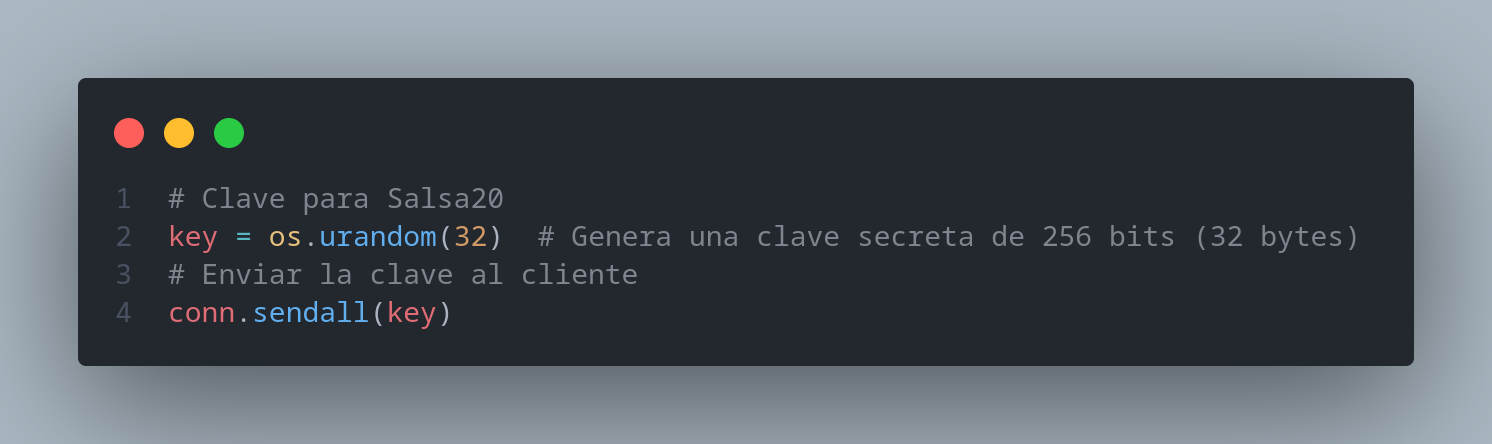 1 # Clave para Salsa20
2 key = os.urandom(32)  # Genera una clave secreta de 256 bits (32 bytes)
3 # Enviar la clave al cliente
4 conn.sendall(key)